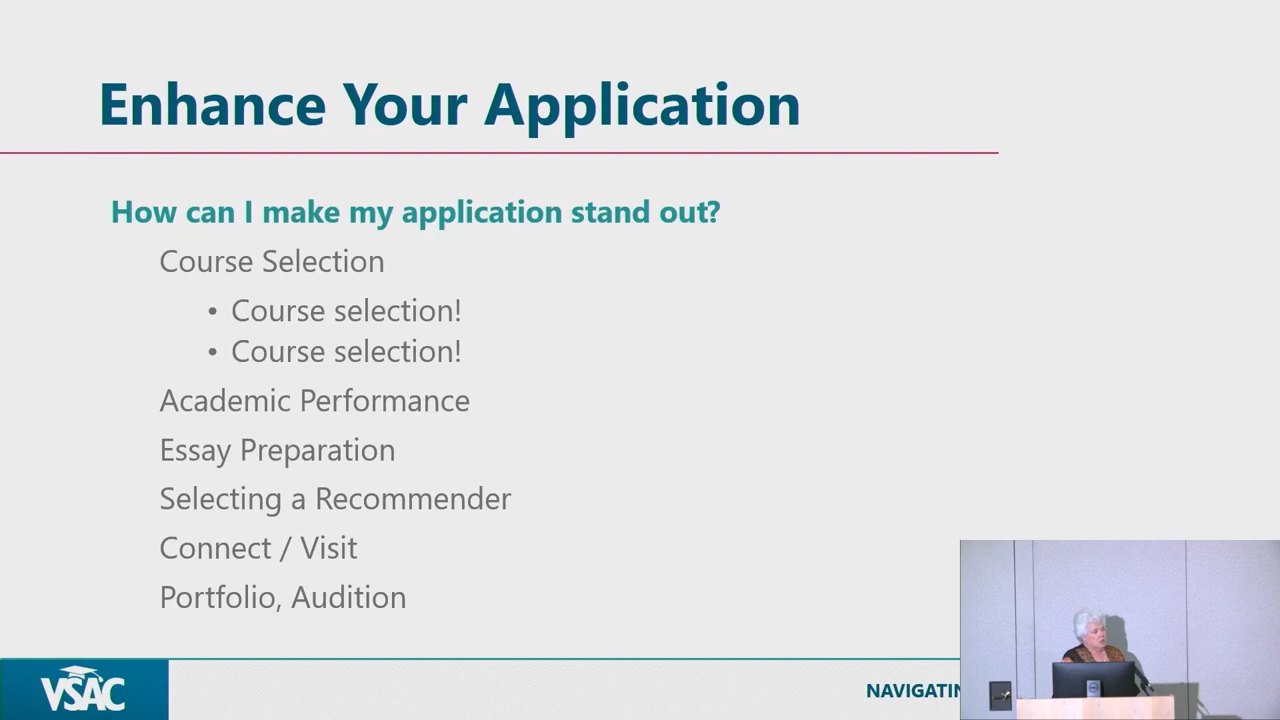 Enhance Your Application
How can I make my application stand out?
Course Selection
• Course selection!
• Course selection!
Academic Performance
Essay Preparation
Selecting a Recommender
Connect / Visit
Portfolio, Audition
VSAC